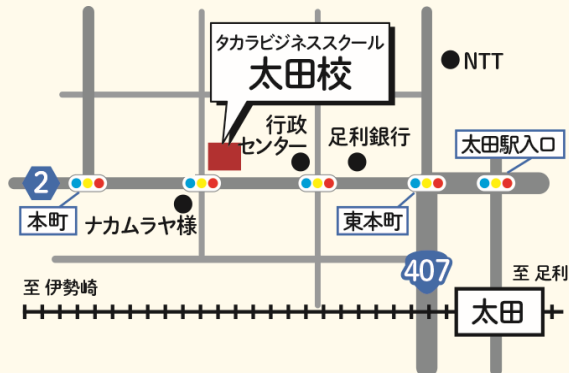 タカラビジネススクール
太田校
NTT
行政
センター
足利銀行
太田駅入口
2
本町
ナカムラヤ様
東本町
407
至 伊勢崎
至 足利
太田